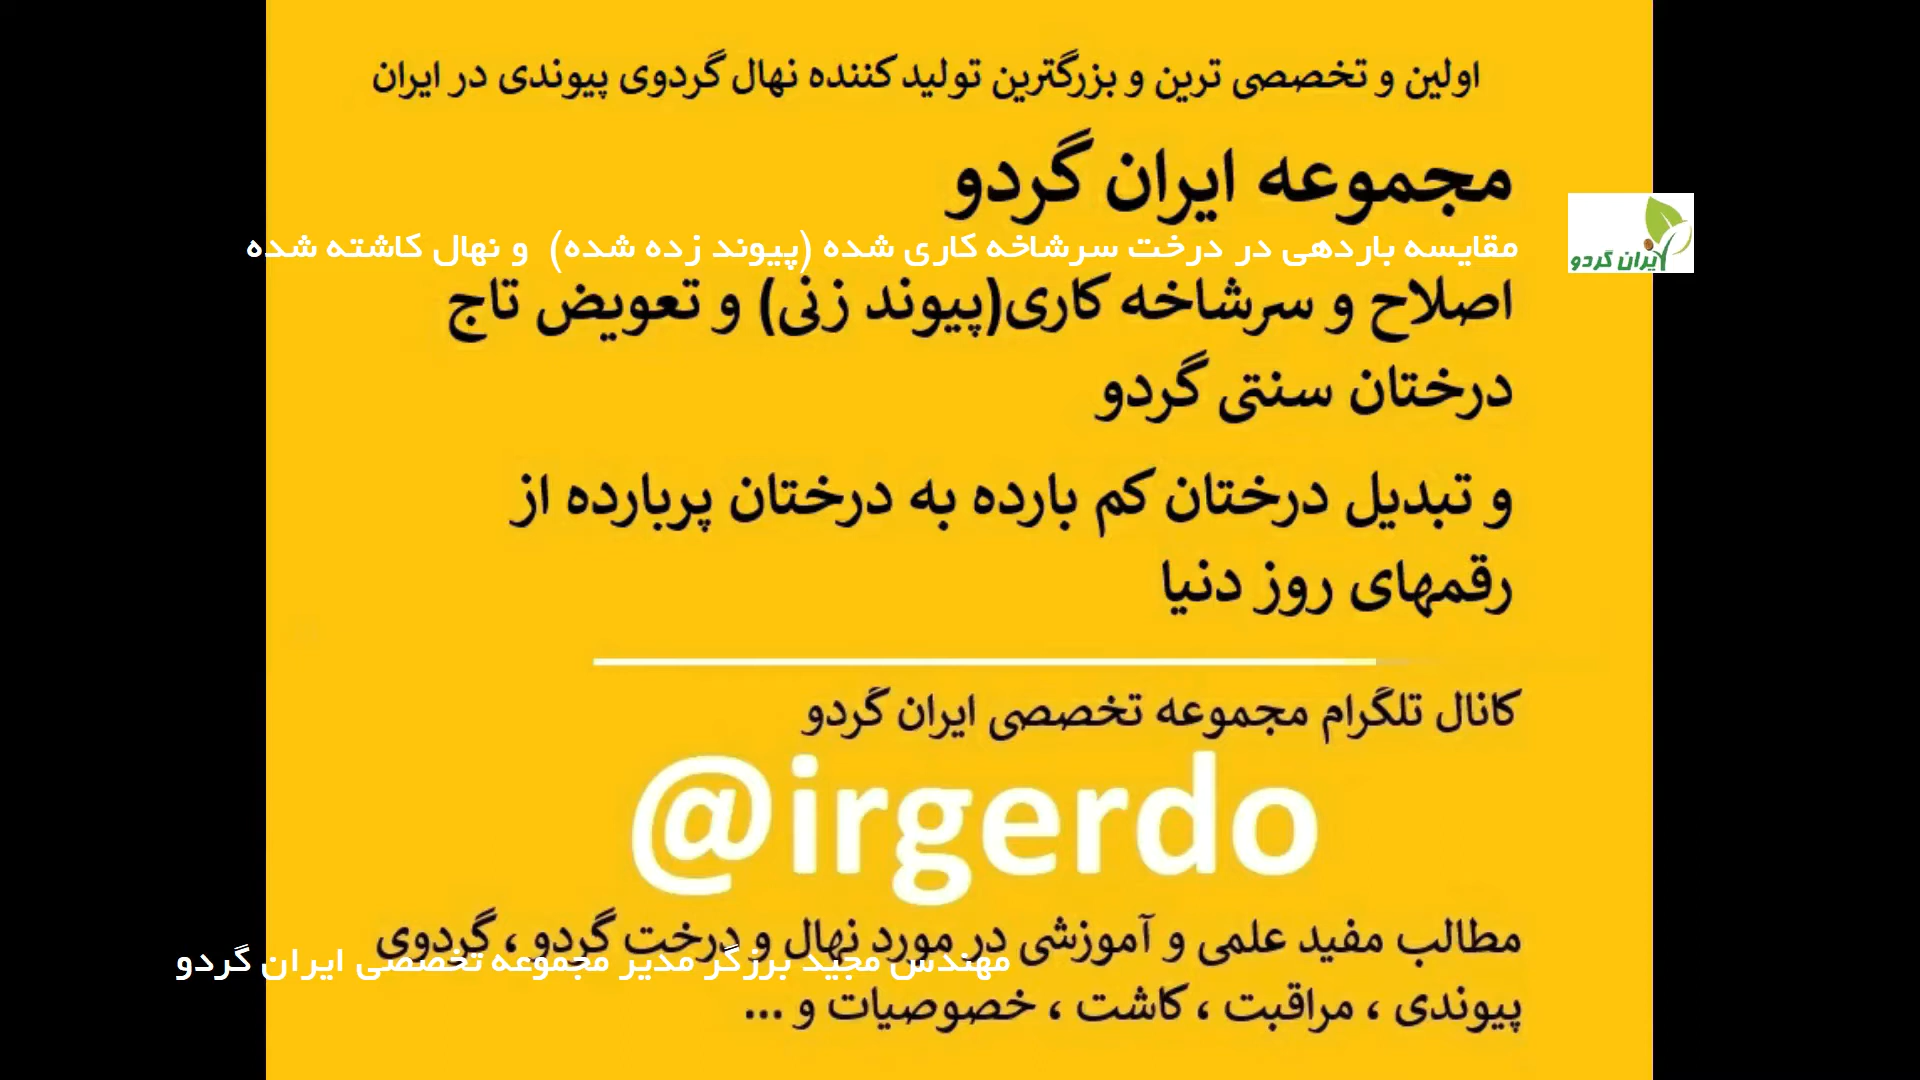 اولین و تخصصی ترین و بزرگترین تولید کننده نهال گردوی پیوندی در ایران
مجموعه ایران گردو
مقایسه باردهی در درخت سرشاخه کاری شده (پیوند زده شده) و نهال کاشته شده
ایران گردو
اصلاح و سرشاخه کاری(پیوند زنی) و تعویض تاج
درختان سنتی گردو
و تبدیل درختان کم بارده به درختان پربارده از
رقمهای روز دنیا
کانال تلگرام مجموعه تخصصی ایران گردو
@irgerdo
مطالب مفید علمی و آموزشی در مورد نهال و درخت گردو ، گردوی
مهندس مجید برزگر مدیر مجموعه تخصصی ایران گردو
پیوندی ، مراقبت ، کاشت ، خصوصیات و ...